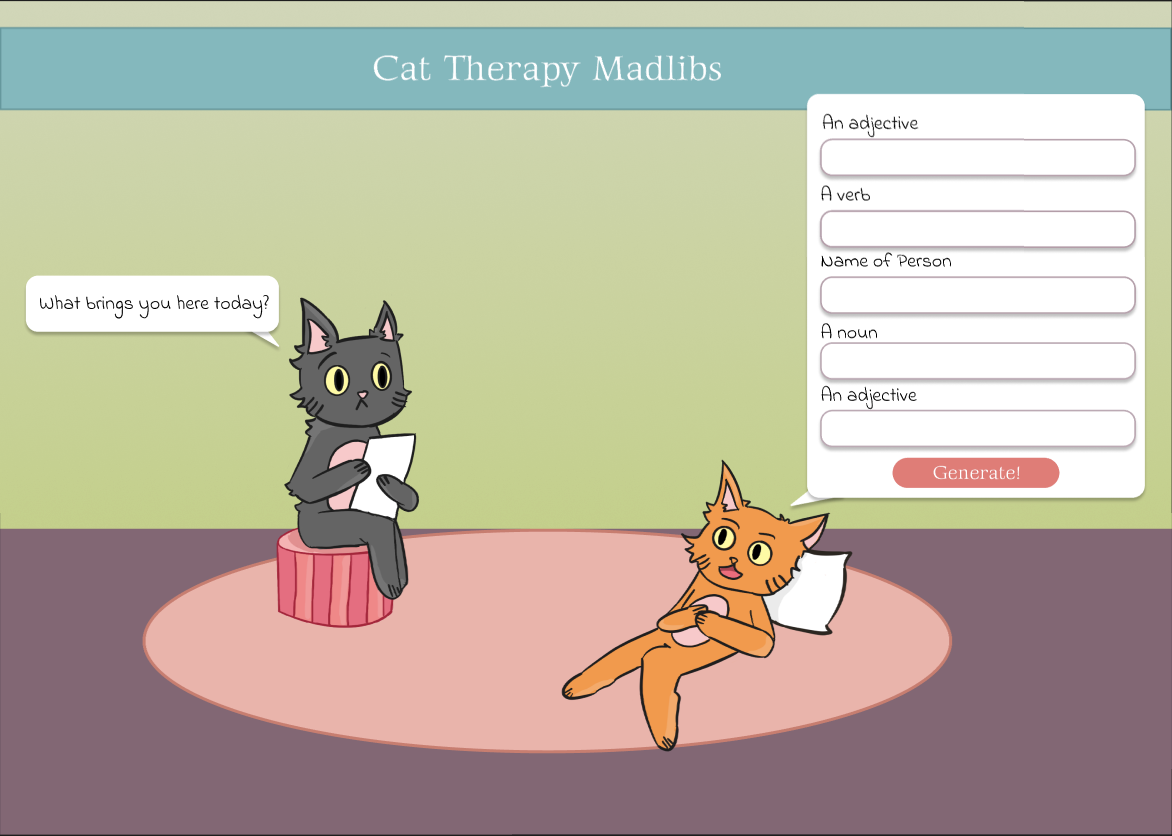 Cat Therapy Madlibs
What brings you here today?
An adjective
A verb
Name of Person
A noun
An adjective
Generate!